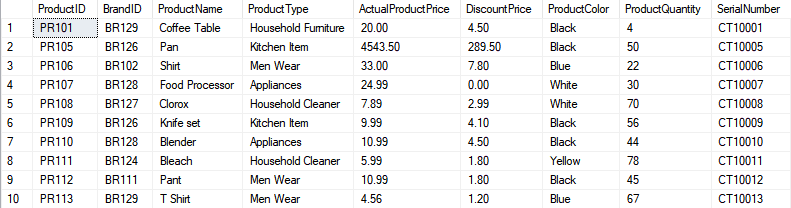 ProductID BrandID ProductName ProductType ActualProductPrice DiscountPrice ProductColor ProductQuantity SerialNumber
1 PR101 BR129 Coffee Table Household Furniture 20.00 4.50 Black 4 CT10001
2 PR105 BR126 Pan Kitchen Item 4543.50 289.50 Black 50 CT10005
3 PR106 BR102 Shirt Men Wear 33.00 7.80 Blue 22 CT10006
4 PR107 BR128 Food Processor Appliances 24.99 0.00 White 30 CT10007
5 PR108 BR127 Clorox Household Cleaner 7.89 2.99 White 70 CT10008
6 PR109 BR126 Knife set Kitchen Item 9.99 4.10 Black 56 CT10009
7 PR110 BR128 Blender Appliances 10.99 4.50 Black 44 CT10010
8 PR111 BR124 Bleach Household Cleaner 5.99 1.80 Yellow 78 CT10011
9 PR112 BR111 Pant Men Wear 10.99 1.80 Black 45 CT10012
10 PR113 BR129 T Shirt Men Wear 4.56 1.20 Blue 67 CT10013